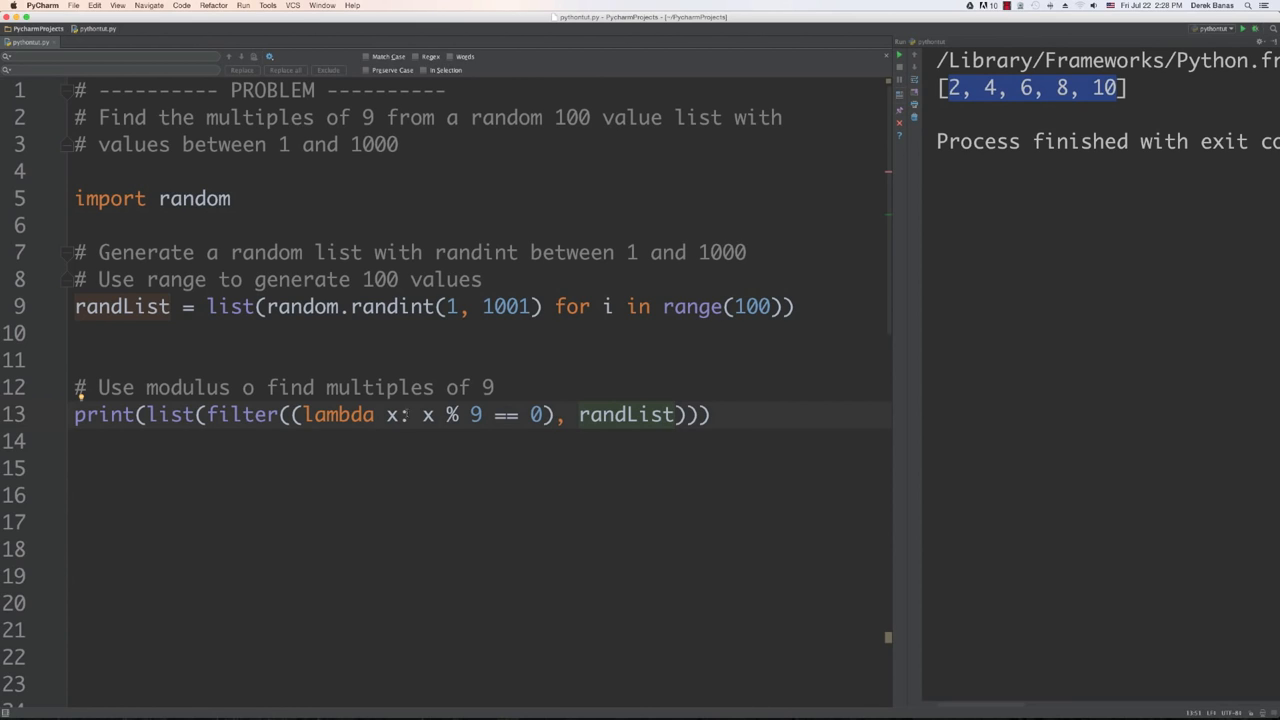 PyCharm File Edit View Navigate Code Refactor Run Tools VCS Window Help
10 Fri Jul 22 2:28 PM Derek Banas
pythontut.py - PycharmProjects - [~/PycharmProjects]
PycharmProjects pythontut.py
pythontut
pythontut.py
Run pythontut
Match Case Regex Words
Replace Replace all Exclude Preserve Case In Selection
1 # ---------- PROBLEM ----------
2 # Find the multiples of 9 from a random 100 value list with
3 # values between 1 and 1000
4
5 import random
6
7 # Generate a random list with randint between 1 and 1000
8 # Use range to generate 100 values
9 randList = list(random.randint(1, 1001) for i in range(100))
10
11
12 # Use modulus o find multiples of 9
13 print(list(filter((lambda x: x % 9 == 0), randList)))
14
15
16
17
18
19
20
21
22
23
/Library/Frameworks/Python.fr
[2, 4, 6, 8, 10]
Process finished with exit co
13:51 LF÷ UTF-8÷